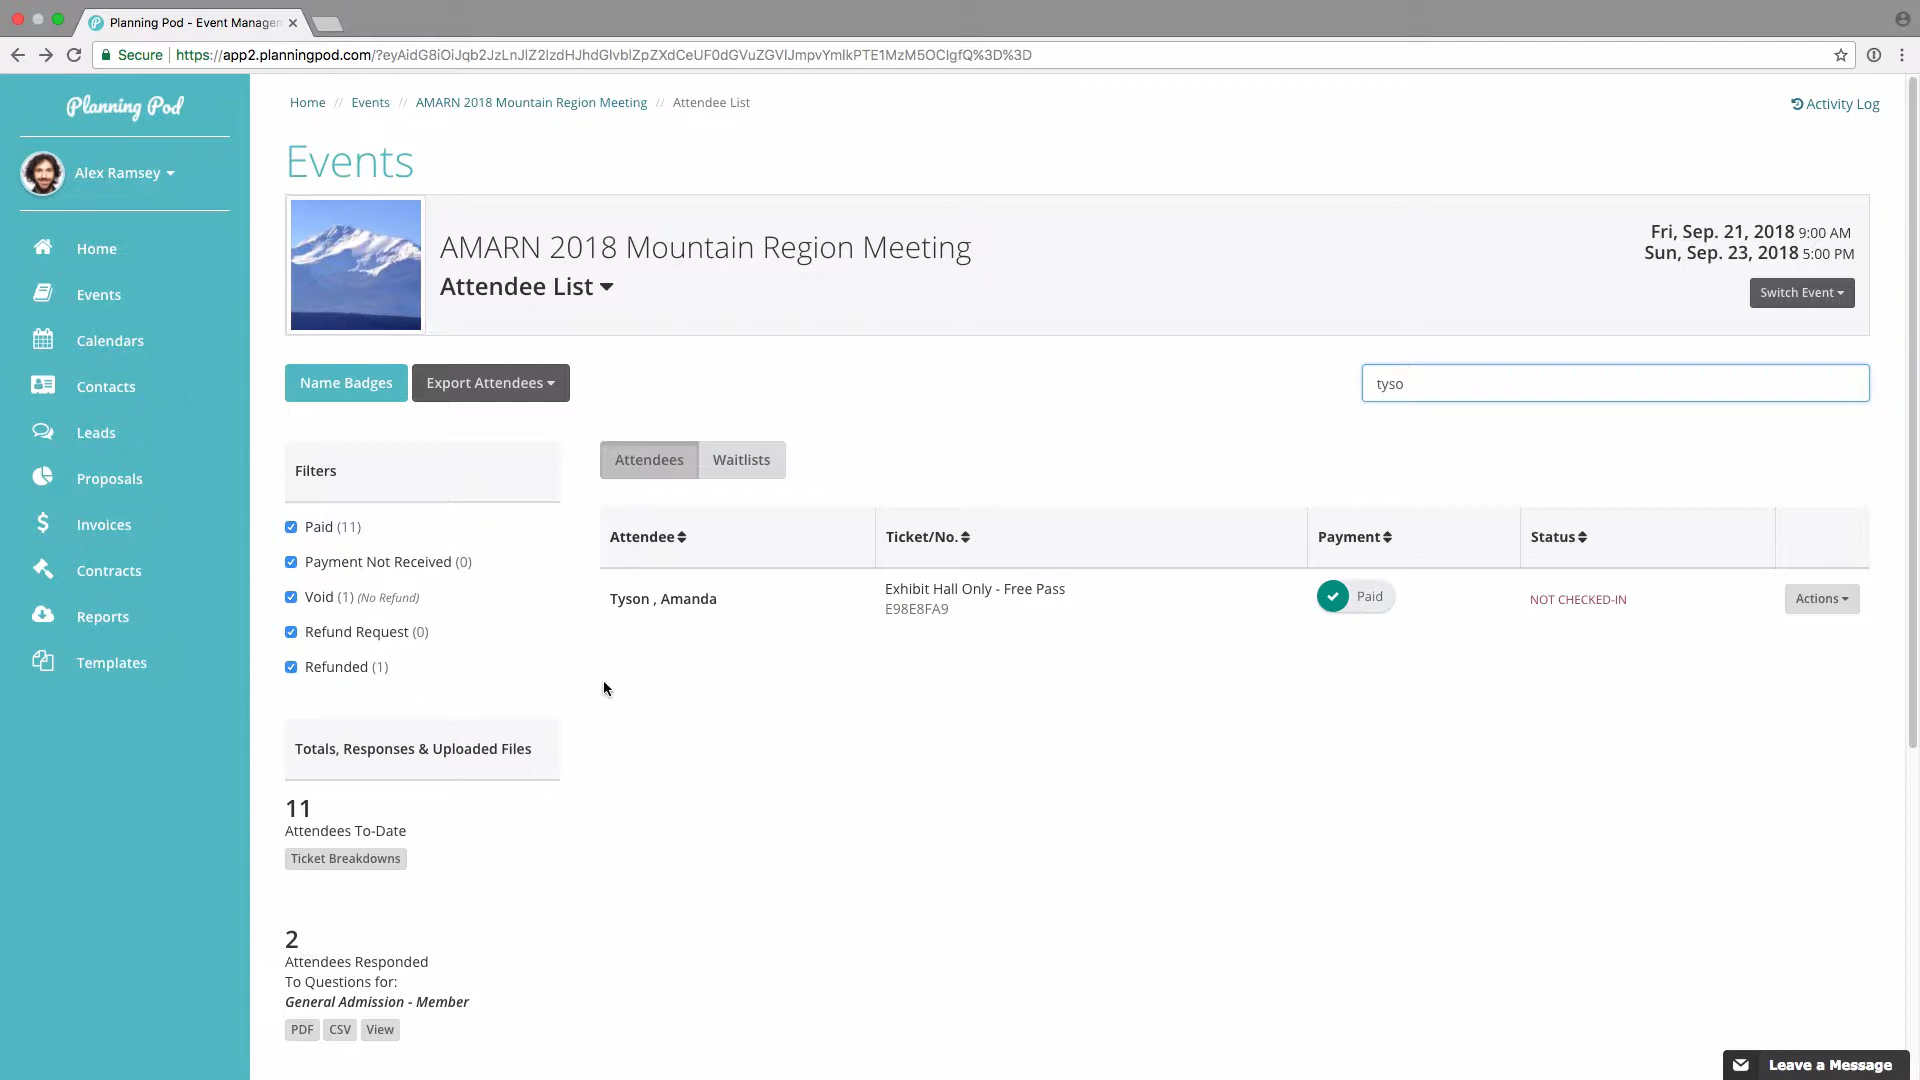 Planning Pod - Event Manage
Secure
https://app2.planningpod.com/?eyAidG8iOiJqb2JzLnJlZ2lzdHJhdGlvblZpZXdCeUF0dGVuZGVlJmpvYmlkPTE1MzM5OCIgfQ%3D%3D
Planning Pod
Alex Ramsey
Home
Events
Calendars
Contacts
Leads
Proposals
Invoices
Contracts
Reports
Templates
Home // Events // AMARN 2018 Mountain Region Meeting // Attendee List
Activity Log
Events
AMARN 2018 Mountain Region Meeting
Attendee List
Fri, Sep. 21, 2018 9:00 AM
Sun, Sep. 23, 2018 5:00 PM
Switch Event
Name Badges
Export Attendees
tyso
Filters
Paid (11)
Payment Not Received (0)
Void (1) (No Refund)
Refund Request (0)
Refunded (1)
Totals, Responses & Uploaded Files
11
Attendees To-Date
Ticket Breakdowns
2
Attendees Responded
To Questions for:
General Admission - Member
PDF CSV View
Attendees Waitlists
Attendee Ticket/No. Payment Status
Tyson , Amanda
Exhibit Hall Only - Free Pass
E98E8FA9
Paid
NOT CHECKED-IN
Actions
Leave a Message